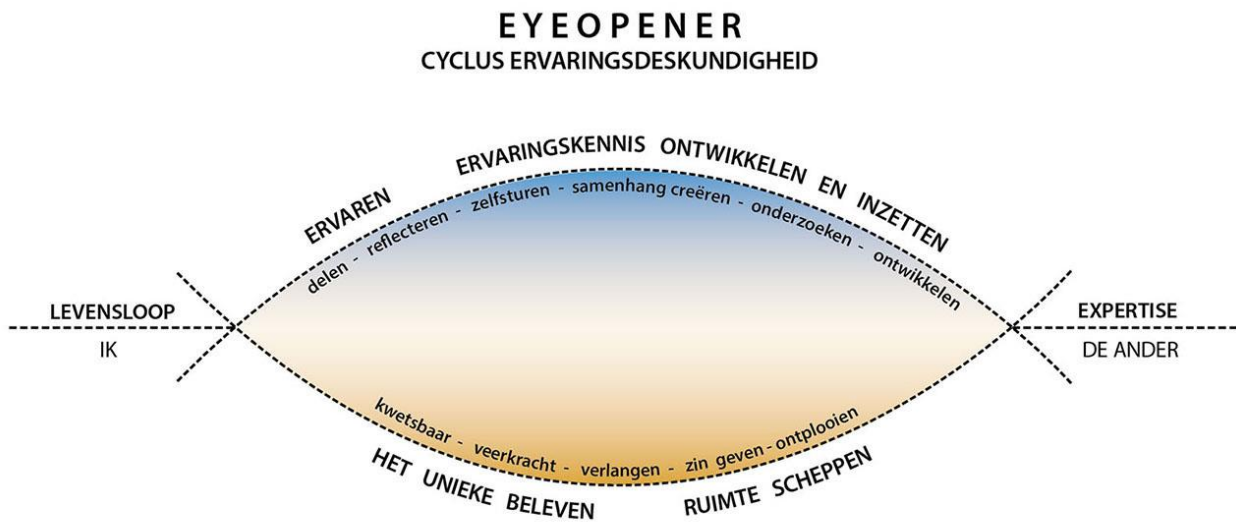 EYEOPENER
CYCLUS ERVARINGSDESKUNDIGHEID
ERVAREN ERVARINGSKENNIS ONTWIKKELEN EN INZETTEN
delen - reflecteren - zelfsturen - samenhang creëren - onderzoeken - ontwikkelen
LEVENSLOOP
IK
EXPERTISE
DE ANDER
kwetsbaar - veerkracht - verlangen - zin geven - ontplooien
HET UNIEKE BELEVEN RUIMTE SCHEPPEN